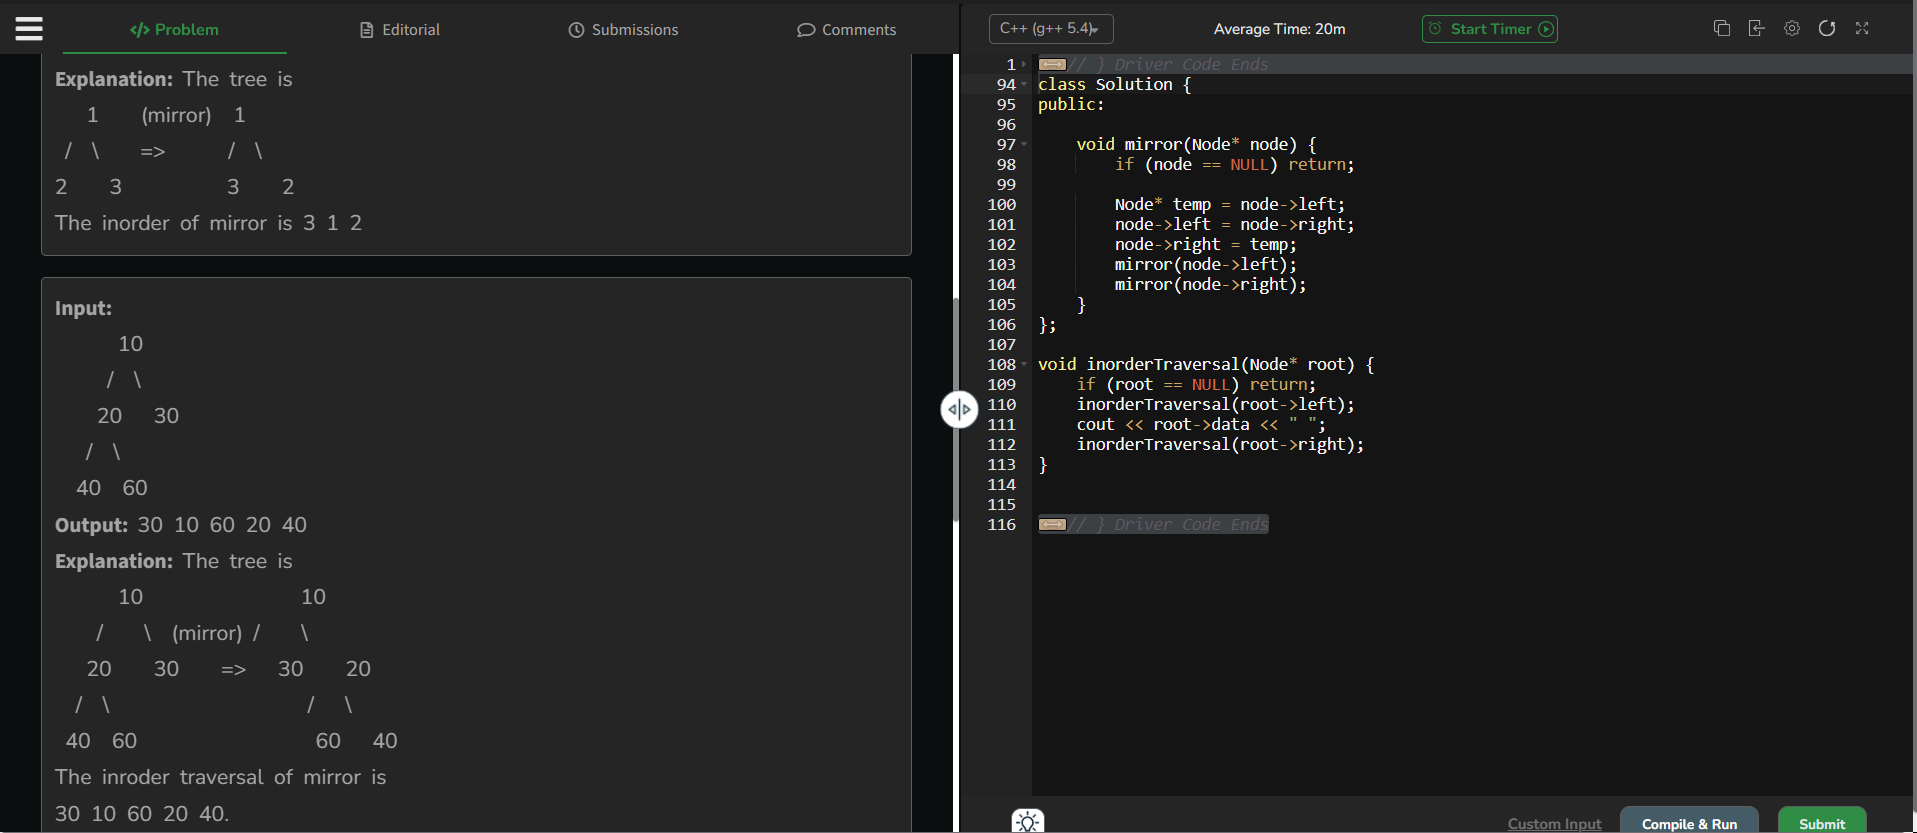 </> Problem
Editorial
Submissions
Comments
Explanation: The tree is
1 (mirror) 1
/ \ => / \
2 3 3 2
The inorder of mirror is 3 1 2
Input:
10
/ \
20 30
/ \
40 60
Output: 30 10 60 20 40
Explanation: The tree is
10 10
/ \ (mirror) / \
20 30 => 30 20
/ \ / \
40 60 60 40
The inroder traversal of mirror is
30 10 60 20 40.
C++ (g++ 5.4)
Average Time: 20m
Start Timer
1 // } Driver Code Ends
94 class Solution {
95 public:
96
97 void mirror(Node* node) {
98 if (node == NULL) return;
99
100 Node* temp = node->left;
101 node->left = node->right;
102 node->right = temp;
103 mirror(node->left);
104 mirror(node->right);
105 }
106 };
107
108 void inorderTraversal(Node* root) {
109 if (root == NULL) return;
110 inorderTraversal(root->left);
111 cout << root->data << " ";
112 inorderTraversal(root->right);
113 }
114
115
116 // } Driver Code Ends
Custom Input
Compile & Run
Submit